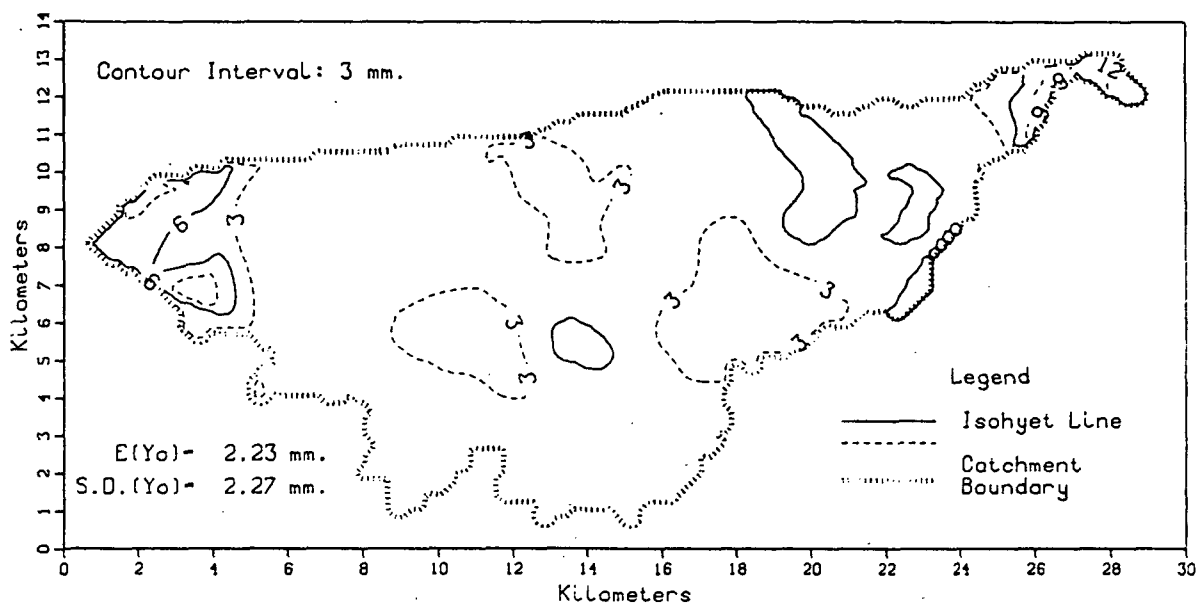 Contour Interval: 3 mm.
12
9
9
3
3
6
3
6
3
3
3
3
3
3
Legend
Isohyet Line
Catchment
Boundary
E(Yo)= 2.23 mm.
S.D.(Yo)= 2.27 mm.
Kilometers
14
13
12
11
10
9
8
7
6
5
4
3
2
1
0
0 2 4 6 8 10 12 14 16 18 20 22 24 26 28 30
Kilometers